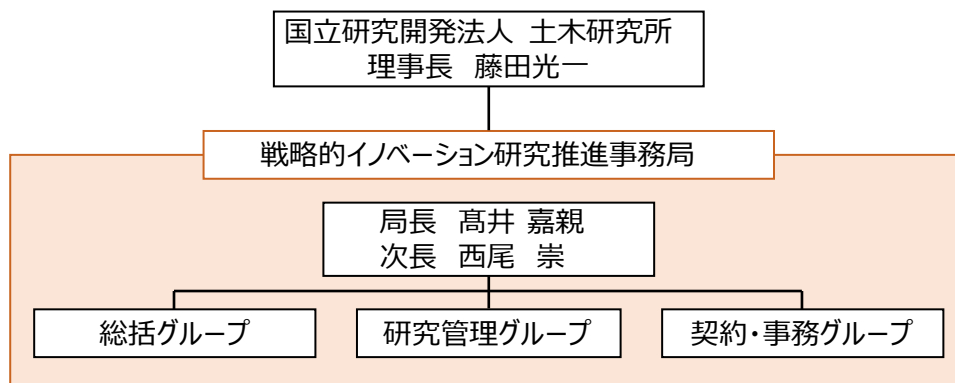 国立研究開発法人 土木研究所
理事長 藤田光一
戦略的イノベーション研究推進事務局
局長 髙井 嘉親
次長 西尾 崇
総括グループ
研究管理グループ
契約・事務グループ